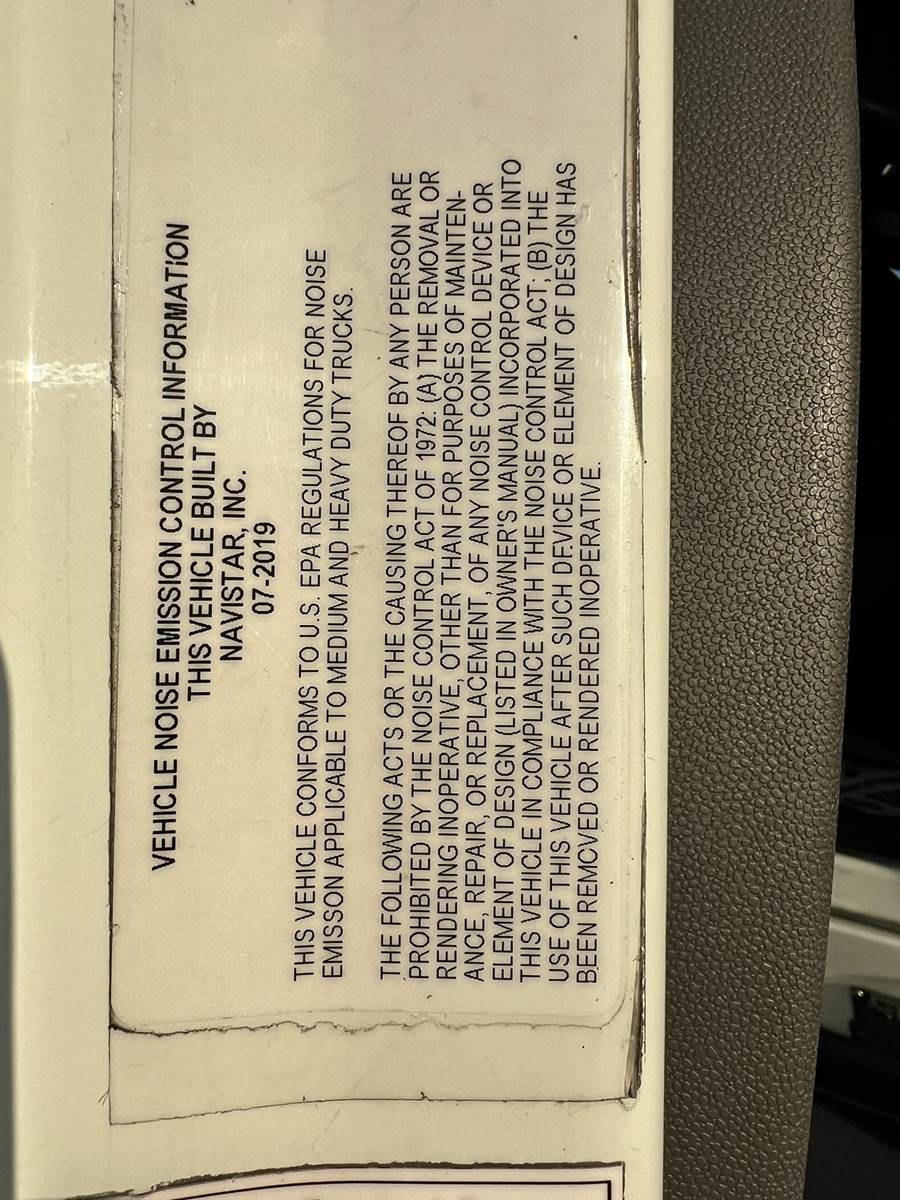 VEHICLE NOISE EMISSION CONTROL INFORMATION
THIS VEHICLE BUILT BY
NAVISTAR, INC.
07-2019
THIS VEHICLE CONFORMS TO U.S. EPA REGULATIONS FOR NOISE
EMISSON APPLICABLE TO MEDIUM AND HEAVY DUTY TRUCKS.
THE FOLLOWING ACTS OR THE CAUSING THEREOF BY ANY PERSON ARE
PROHIBITED BY THE NOISE CONTROL ACT OF 1972: (A) THE REMOVAL OR
RENDERING INOPERATIVE, OTHER THAN FOR PURPOSES OF MAINTEN-
ANCE, REPAIR, OR REPLACEMENT, OF ANY NOISE CONTROL DEVICE OR
ELEMENT OF DESIGN (LISTED IN OWNER'S MANUAL) INCORPORATED INTO
THIS VEHICLE IN COMPLIANCE WITH THE NOISE CONTROL ACT; (B) THE
USE OF THIS VEHICLE AFTER SUCH DEVICE OR ELEMENT OF DESIGN HAS
BEEN REMOVED OR RENDERED INOPERATIVE.